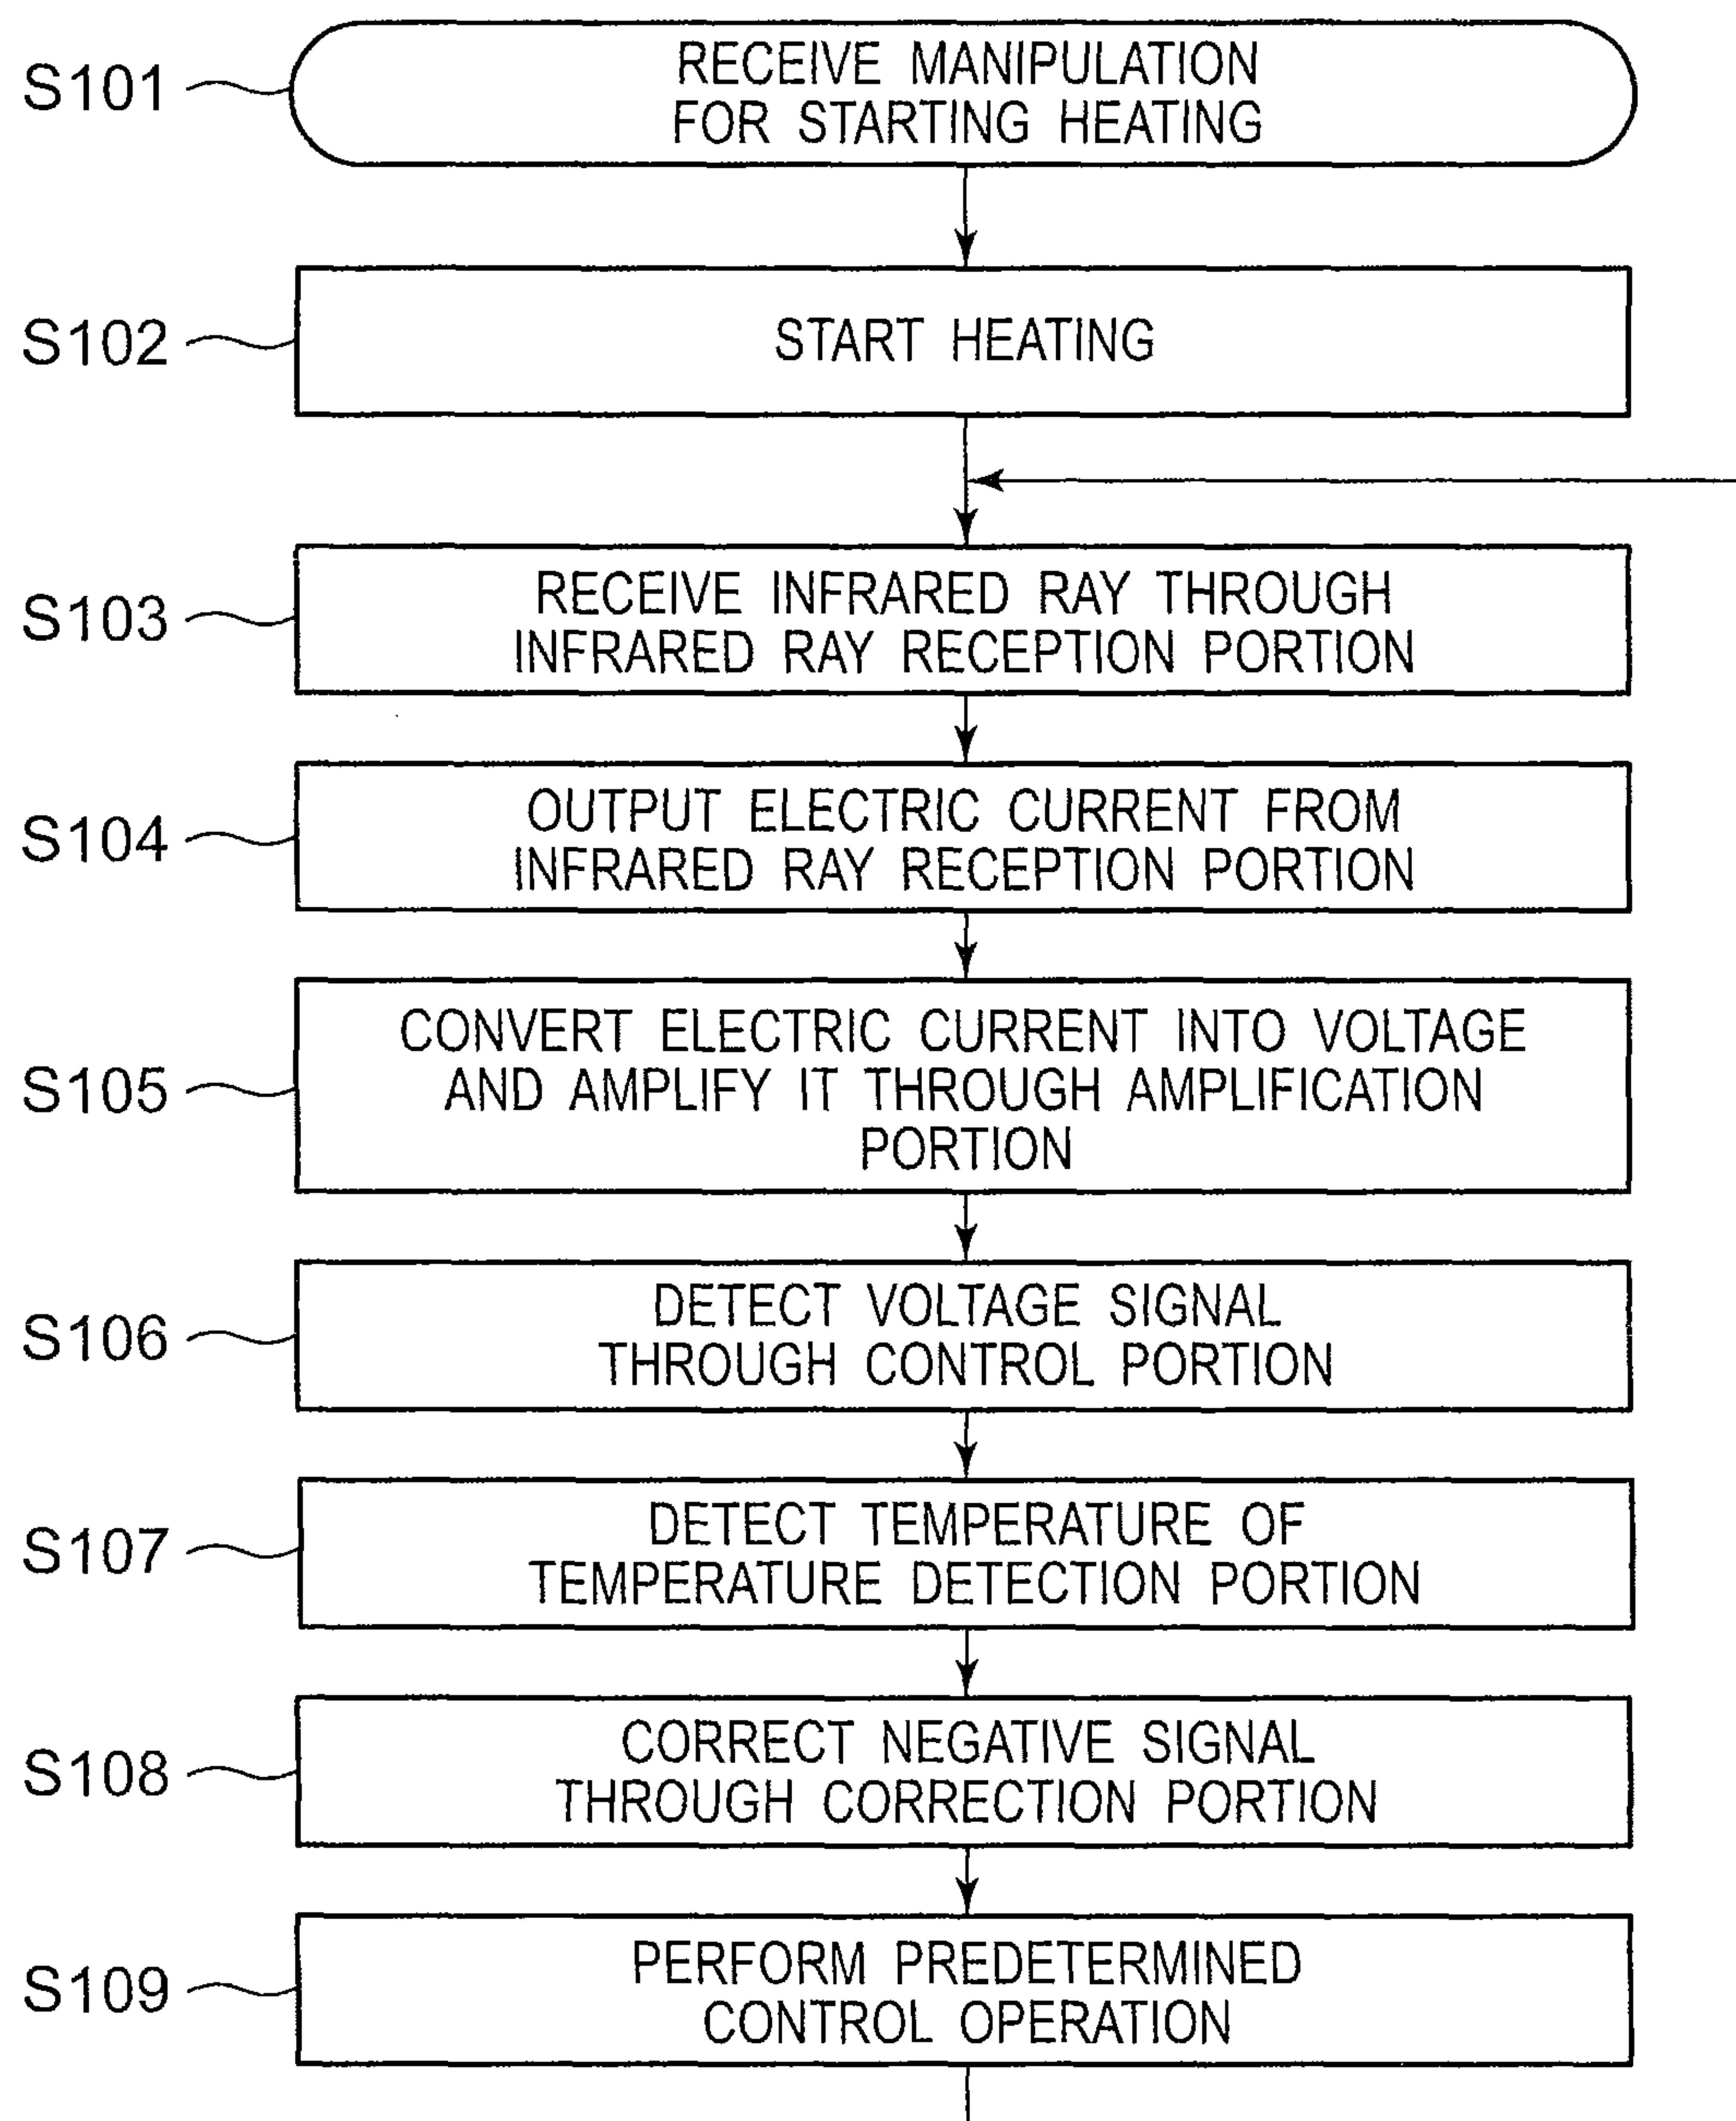 S101
RECEIVE MANIPULATION
FOR STARTING HEATING
S102
START HEATING
S103
RECEIVE INFRARED RAY THROUGH
INFRARED RAY RECEPTION PORTION
S104
OUTPUT ELECTRIC CURRENT FROM
INFRARED RAY RECEPTION PORTION
S105
CONVERT ELECTRIC CURRENT INTO VOLTAGE
AND AMPLIFY IT THROUGH AMPLIFICATION
PORTION
S106
DETECT VOLTAGE SIGNAL
THROUGH CONTROL PORTION
S107
DETECT TEMPERATURE OF
TEMPERATURE DETECTION PORTION
S108
CORRECT NEGATIVE SIGNAL
THROUGH CORRECTION PORTION
S109
PERFORM PREDETERMINED
CONTROL OPERATION